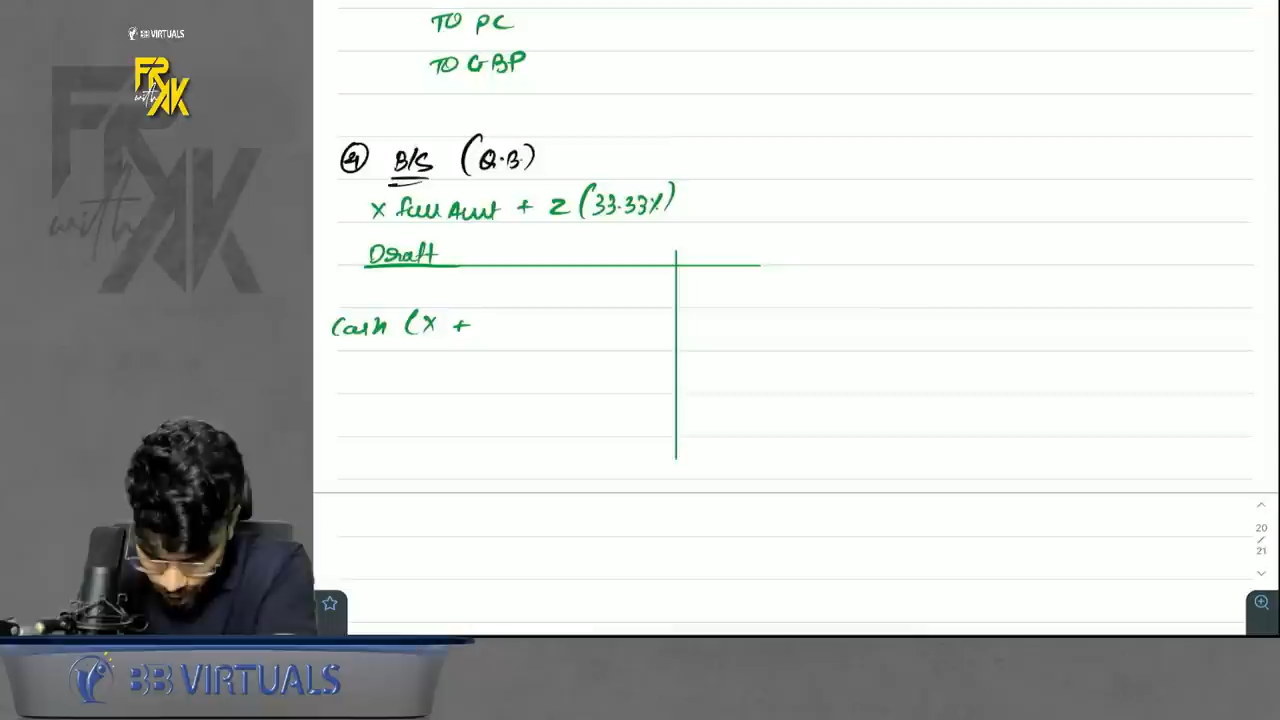 BB VIRTUALS
FR
with AK
TO PC
TO GBP
4 B/S (Q.B.)
x full Amt + z (33.33%)
Draft
Cash (x +
20
/
21
BB VIRTUALS